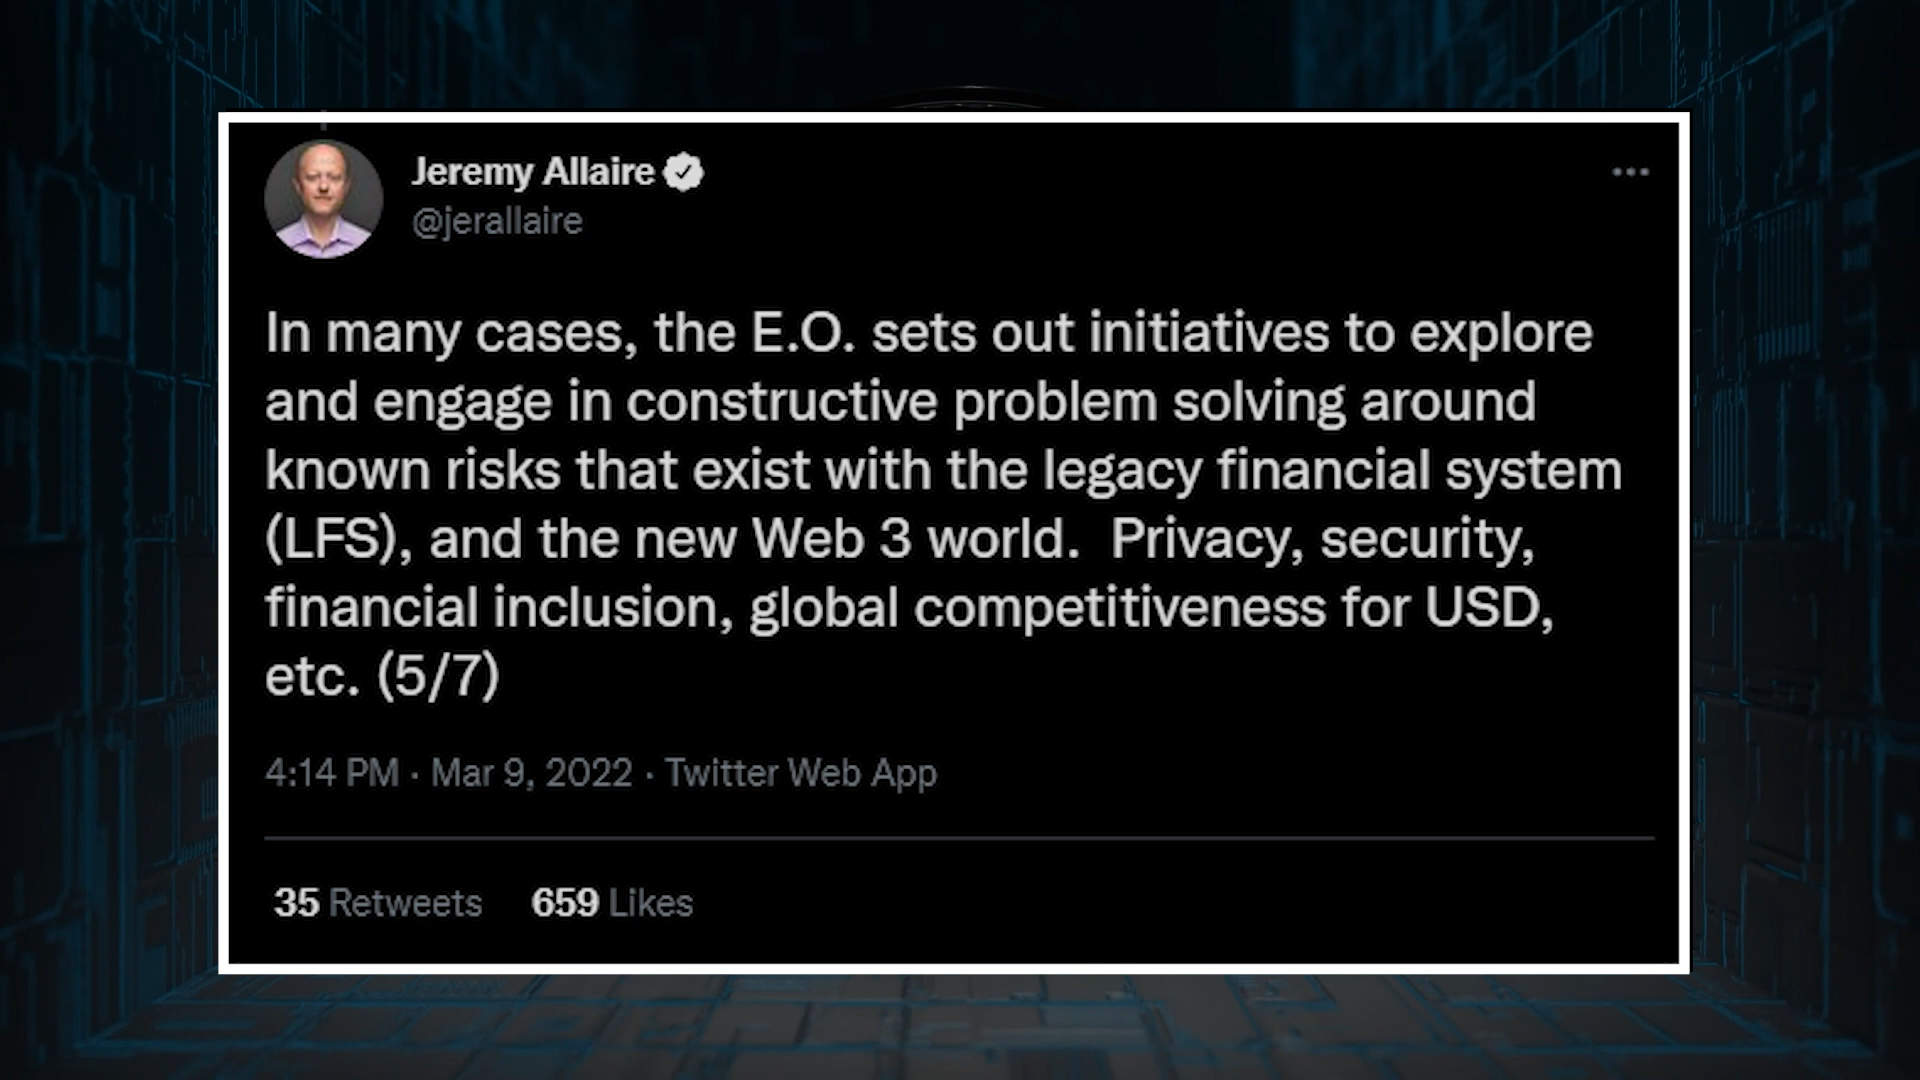 Jeremy Allaire
@jerallaire
In many cases, the E.O. sets out initiatives to explore
and engage in constructive problem solving around
known risks that exist with the legacy financial system
(LFS), and the new Web 3 world.  Privacy, security,
financial inclusion, global competitiveness for USD,
etc. (5/7)
4:14 PM · Mar 9, 2022 · Twitter Web App
35 Retweets 659 Likes